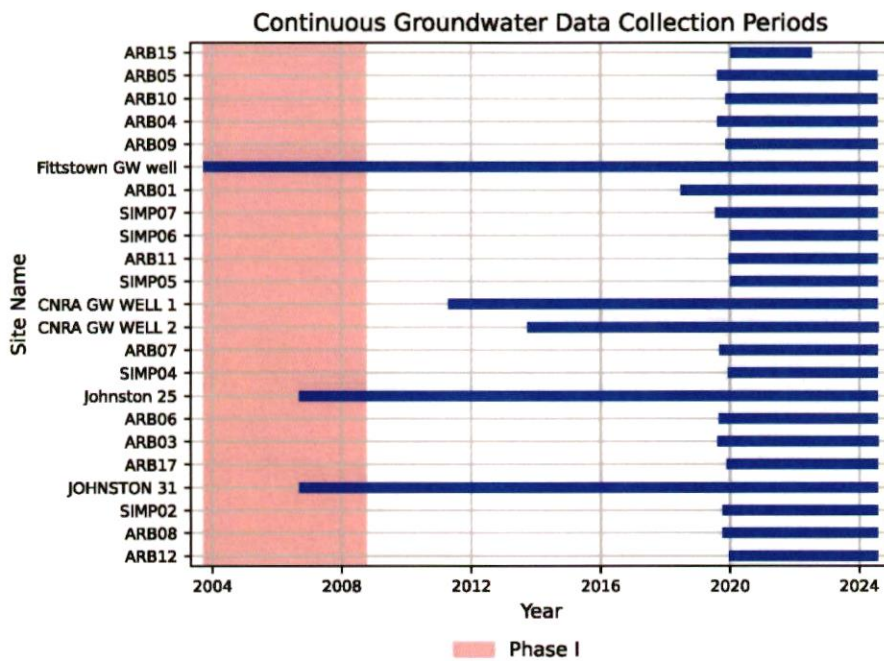 Continuous Groundwater Data Collection Periods
Site Name
ARB15
ARB05
ARB10
ARB04
ARB09
Fittstown GW well
ARB01
SIMP07
SIMP06
ARB11
SIMP05
CNRA GW WELL 1
CNRA GW WELL 2
ARB07
SIMP04
Johnston 25
ARB06
ARB03
ARB17
JOHNSTON 31
SIMP02
ARB08
ARB12
2004 2008 2012 2016 2020 2024
Year
Phase I